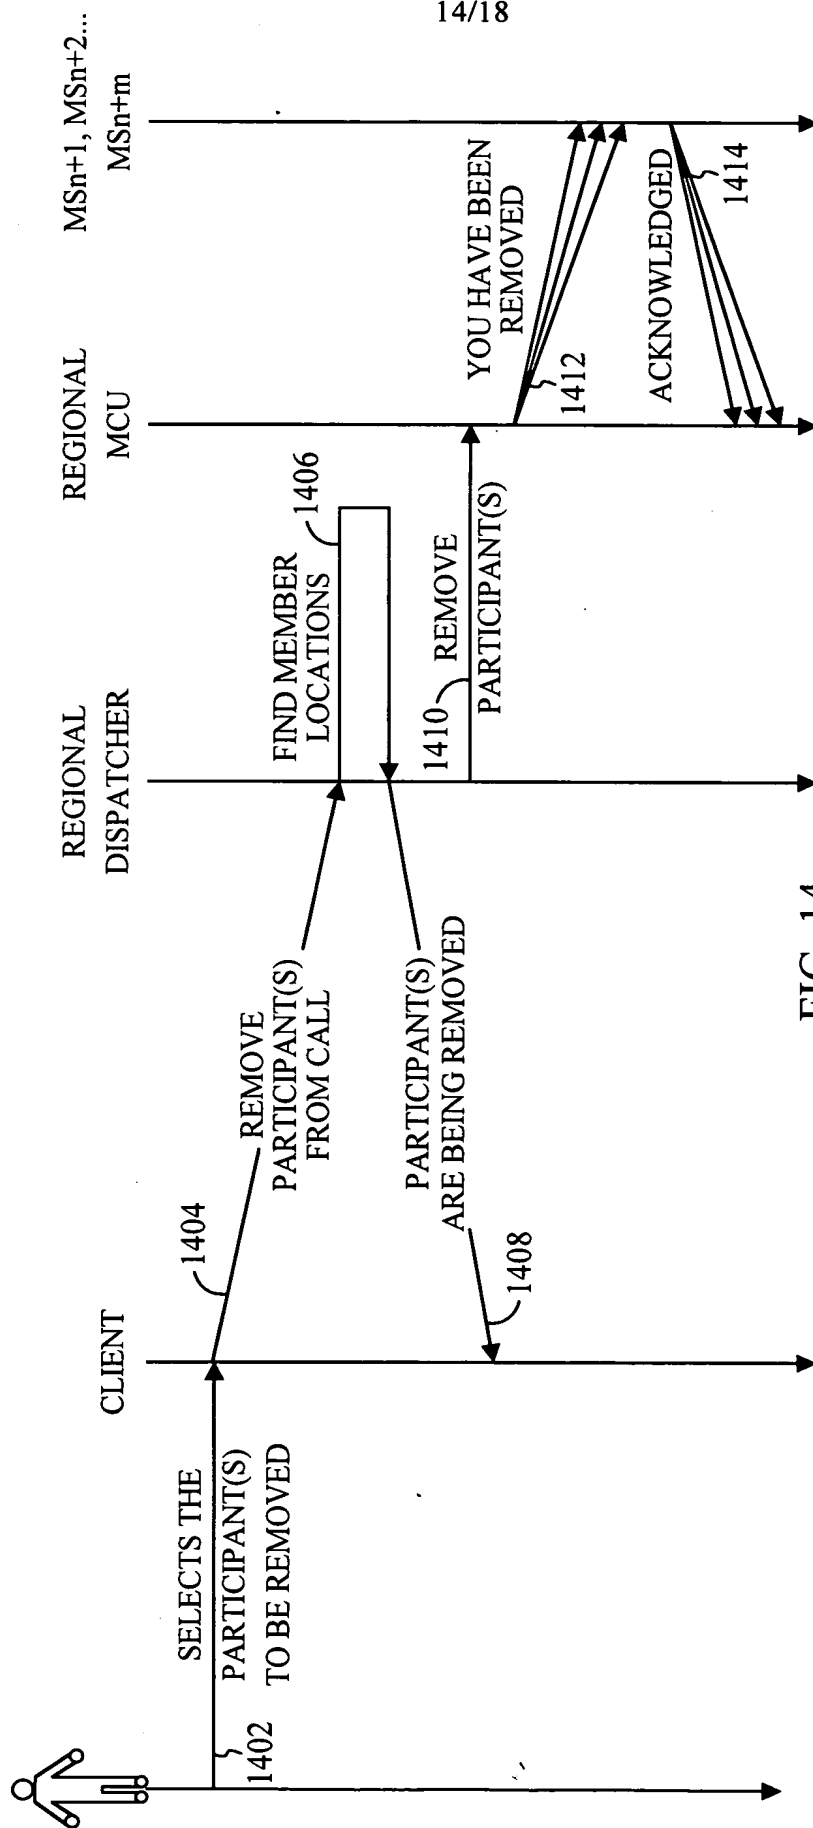 14/18
CLIENT
REGIONAL
DISPATCHER
REGIONAL
MCU
MSn+1, MSn+2...
MSn+m
SELECTS THE
PARTICIPANT(S)
TO BE REMOVED
1402
1404
REMOVE
PARTICIPANT(S)
FROM CALL
FIND MEMBER
LOCATIONS
1406
PARTICIPANT(S)
ARE BEING REMOVED
1408
1410
REMOVE
PARTICIPANT(S)
YOU HAVE BEEN
REMOVED
1412
ACKNOWLEDGED
1414
FIG. 14